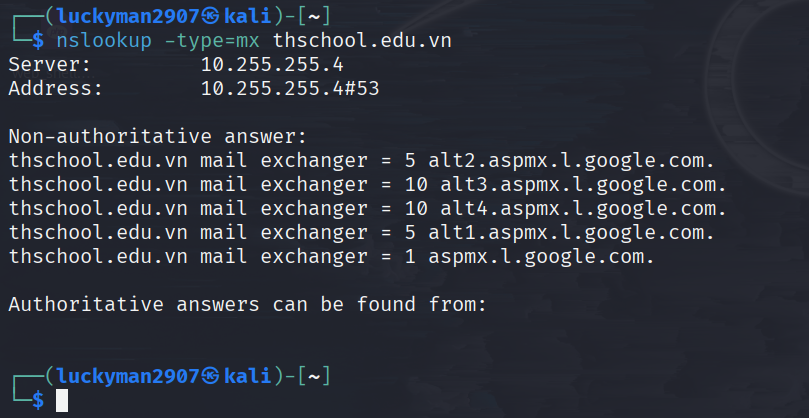 ┌──(luckyman2907㉿kali)-[~]
└─$ nslookup -type=mx thschool.edu.vn
Server:         10.255.255.4
Address:        10.255.255.4#53

Non-authoritative answer:
thschool.edu.vn mail exchanger = 5 alt2.aspmx.l.google.com.
thschool.edu.vn mail exchanger = 10 alt3.aspmx.l.google.com.
thschool.edu.vn mail exchanger = 10 alt4.aspmx.l.google.com.
thschool.edu.vn mail exchanger = 5 alt1.aspmx.l.google.com.
thschool.edu.vn mail exchanger = 1 aspmx.l.google.com.

Authoritative answers can be found from:

┌──(luckyman2907㉿kali)-[~]
└─$